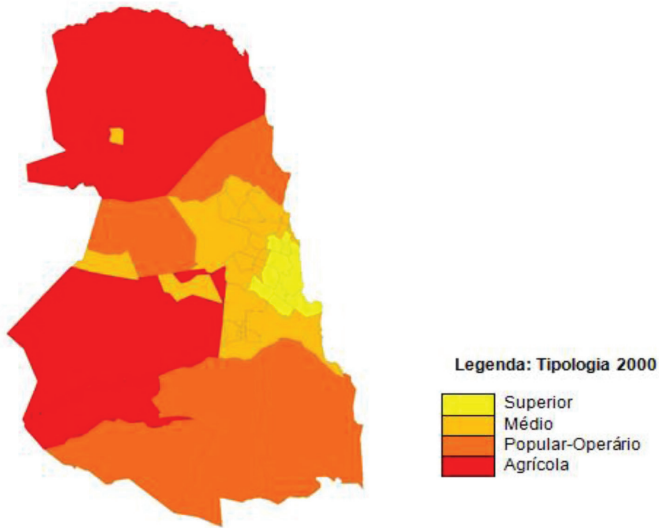 Legenda: Tipologia 2000
Superior
Médio
Popular-Operário
Agrícola